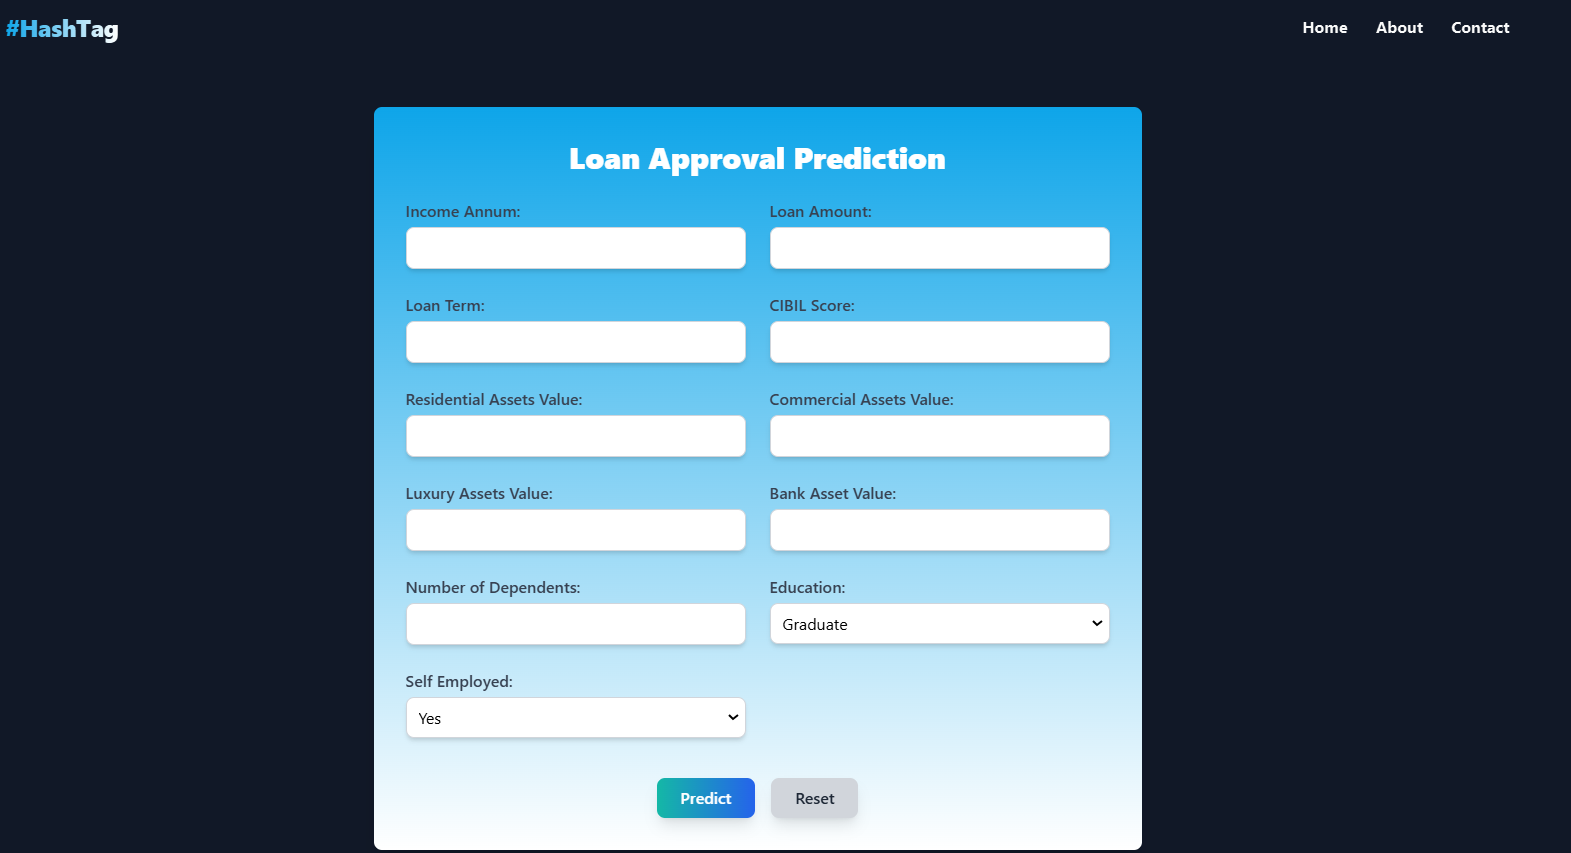 #HashTag
Home About Contact
Loan Approval Prediction
Income Annum: Loan Amount:
Loan Term: CIBIL Score:
Residential Assets Value: Commercial Assets Value:
Luxury Assets Value: Bank Asset Value:
Number of Dependents: Education:
Graduate
Self Employed:
Yes
Predict Reset